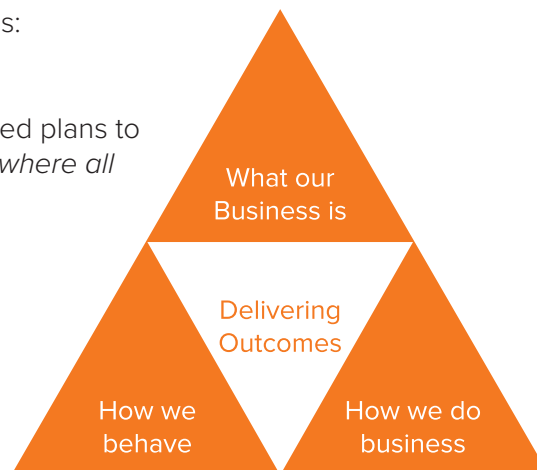 s:
ed plans to
where all
What our
Business is
Delivering
Outcomes
How we
behave
How we do
business